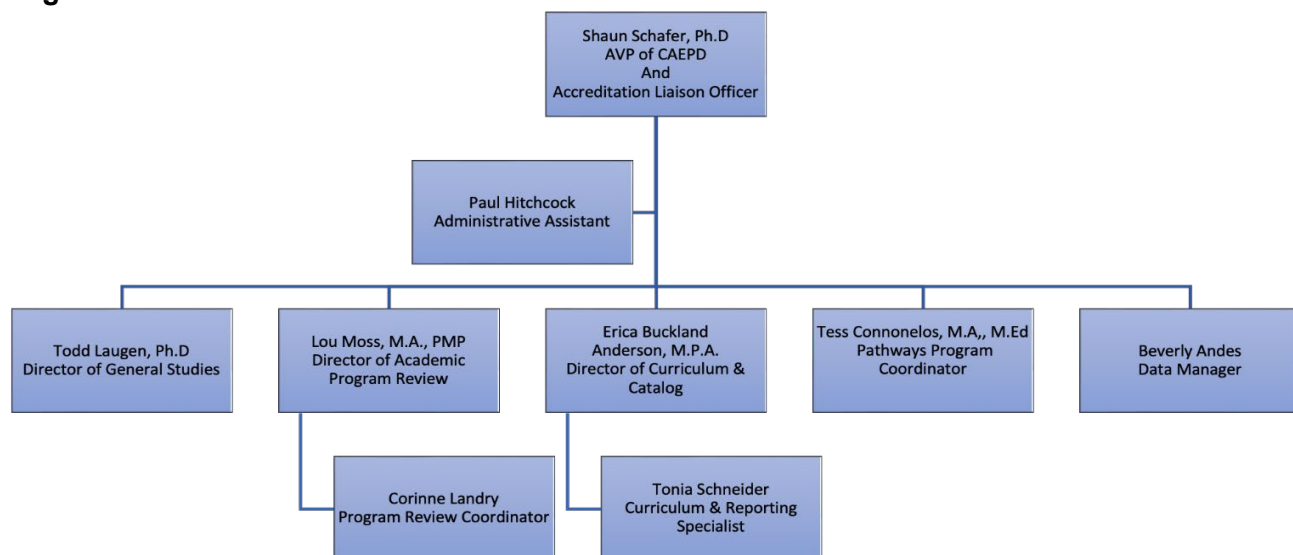 Shaun Schafer, Ph.D
AVP of CAEPD
And
Accreditation Liaison Officer
Paul Hitchcock
Administrative Assistant
Todd Laugen, Ph.D
Director of General Studies
Lou Moss, M.A., PMP
Director of Academic
Program Review
Erica Buckland
Anderson, M.P.A.
Director of Curriculum &
Catalog
Tess Connonelos, M.A,, M.Ed
Pathways Program
Coordinator
Beverly Andes
Data Manager
Corinne Landry
Program Review Coordinator
Tonia Schneider
Curriculum & Reporting
Specialist